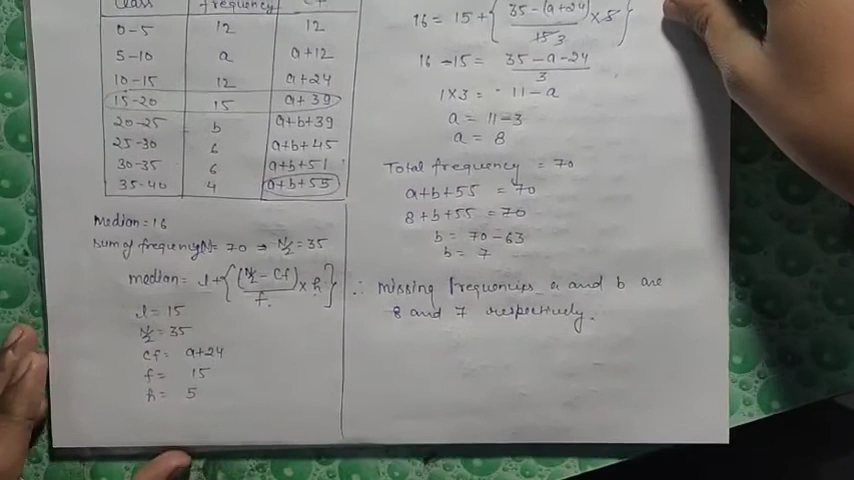 Class frequency CF
0-5 12 12
5-10 a a+12
10-15 12 a+24
15-20 15 a+39
20-25 b a+b+39
25-30 6 a+b+45
30-35 6 a+b+51
35-40 4 a+b+55
Median=16
Sum of frequency N= 70 ⇒ N/2 = 35
median= l+{(N/2-Cf)/f × h}
l = 15
N/2 = 35
Cf= a+24
f = 15
h = 5
16 = 15+{35-(a+24)/15 3 ×5}
16-15= 35-a-24/3
1×3 = 11-a
a = 11-3
a = 8
Total frequency = 70
a+b+55 = 70
8+b+55 = 70
b= 70-63
b= 7
∴ missing frequencies a and b are
8 and 7 respectively.